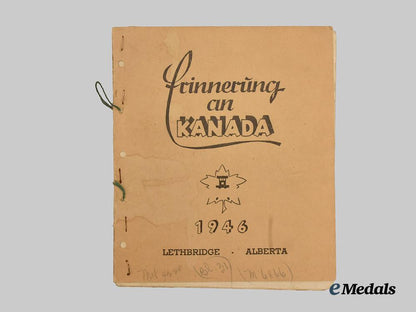 Erinnerung
an
KANADA
1946
LETHBRIDGE · ALBERTA
eMedals